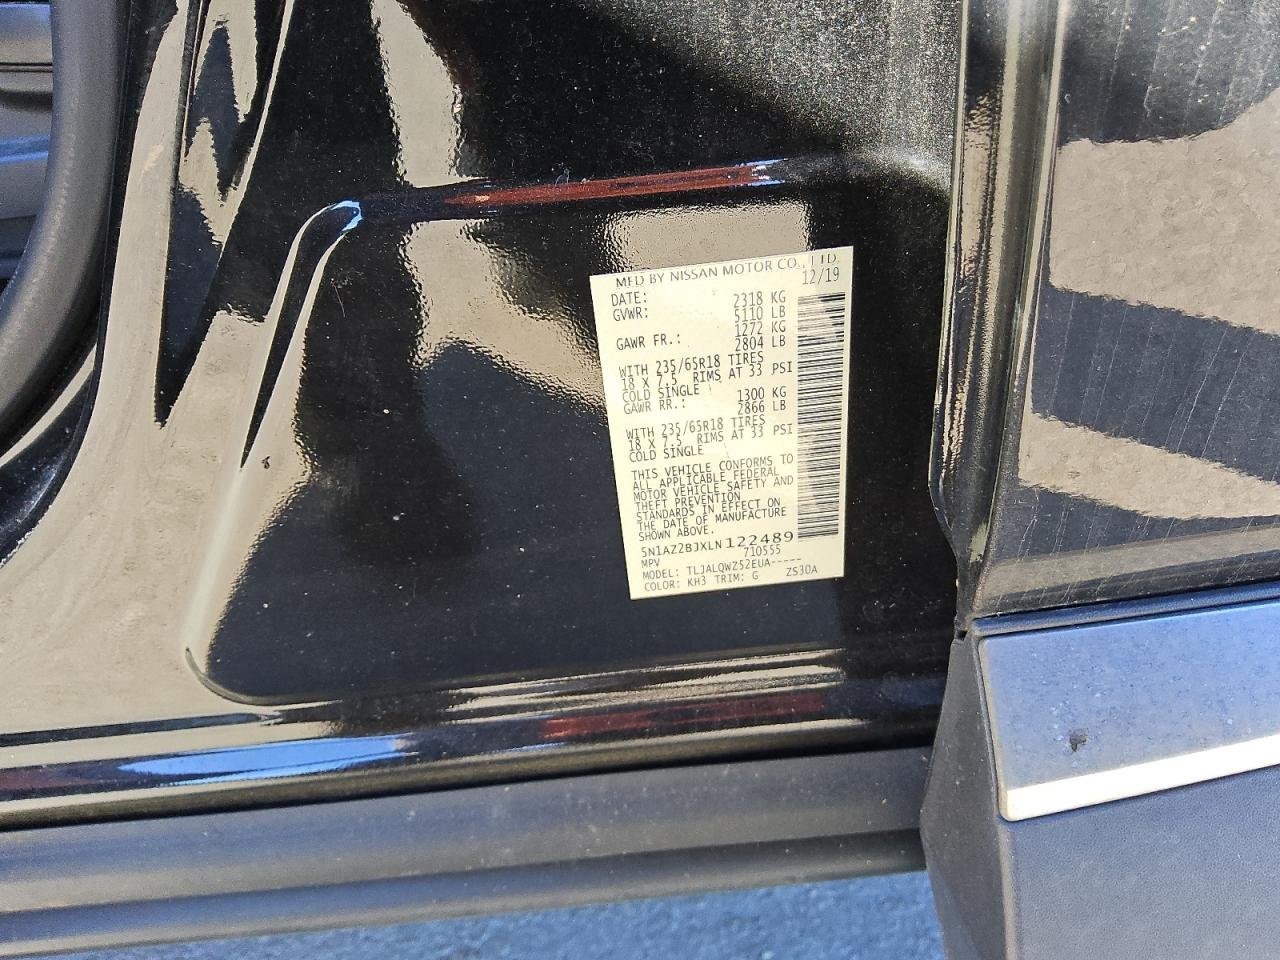 MFD BY NISSAN MOTOR CO., LTD.
DATE: 12/19
GVWR: 2318 KG
5110 LB
GAWR FR.: 1272 KG
2804 LB
WITH 235/65R18 TIRES
18 X 7.5 RIMS AT 33 PSI
COLD SINGLE
GAWR RR.: 1300 KG
2866 LB
WITH 235/65R18 TIRES
18 X 7.5 RIMS AT 33 PSI
COLD SINGLE
THIS VEHICLE CONFORMS TO
ALL APPLICABLE FEDERAL
MOTOR VEHICLE SAFETY AND
THEFT PREVENTION
STANDARDS IN EFFECT ON
THE DATE OF MANUFACTURE
SHOWN ABOVE.
5N1AZ2BJXLN122489
MPV 710555
MODEL: TLJALQWZ52EUA-----
COLOR: KH3 TRIM: G ZS30A